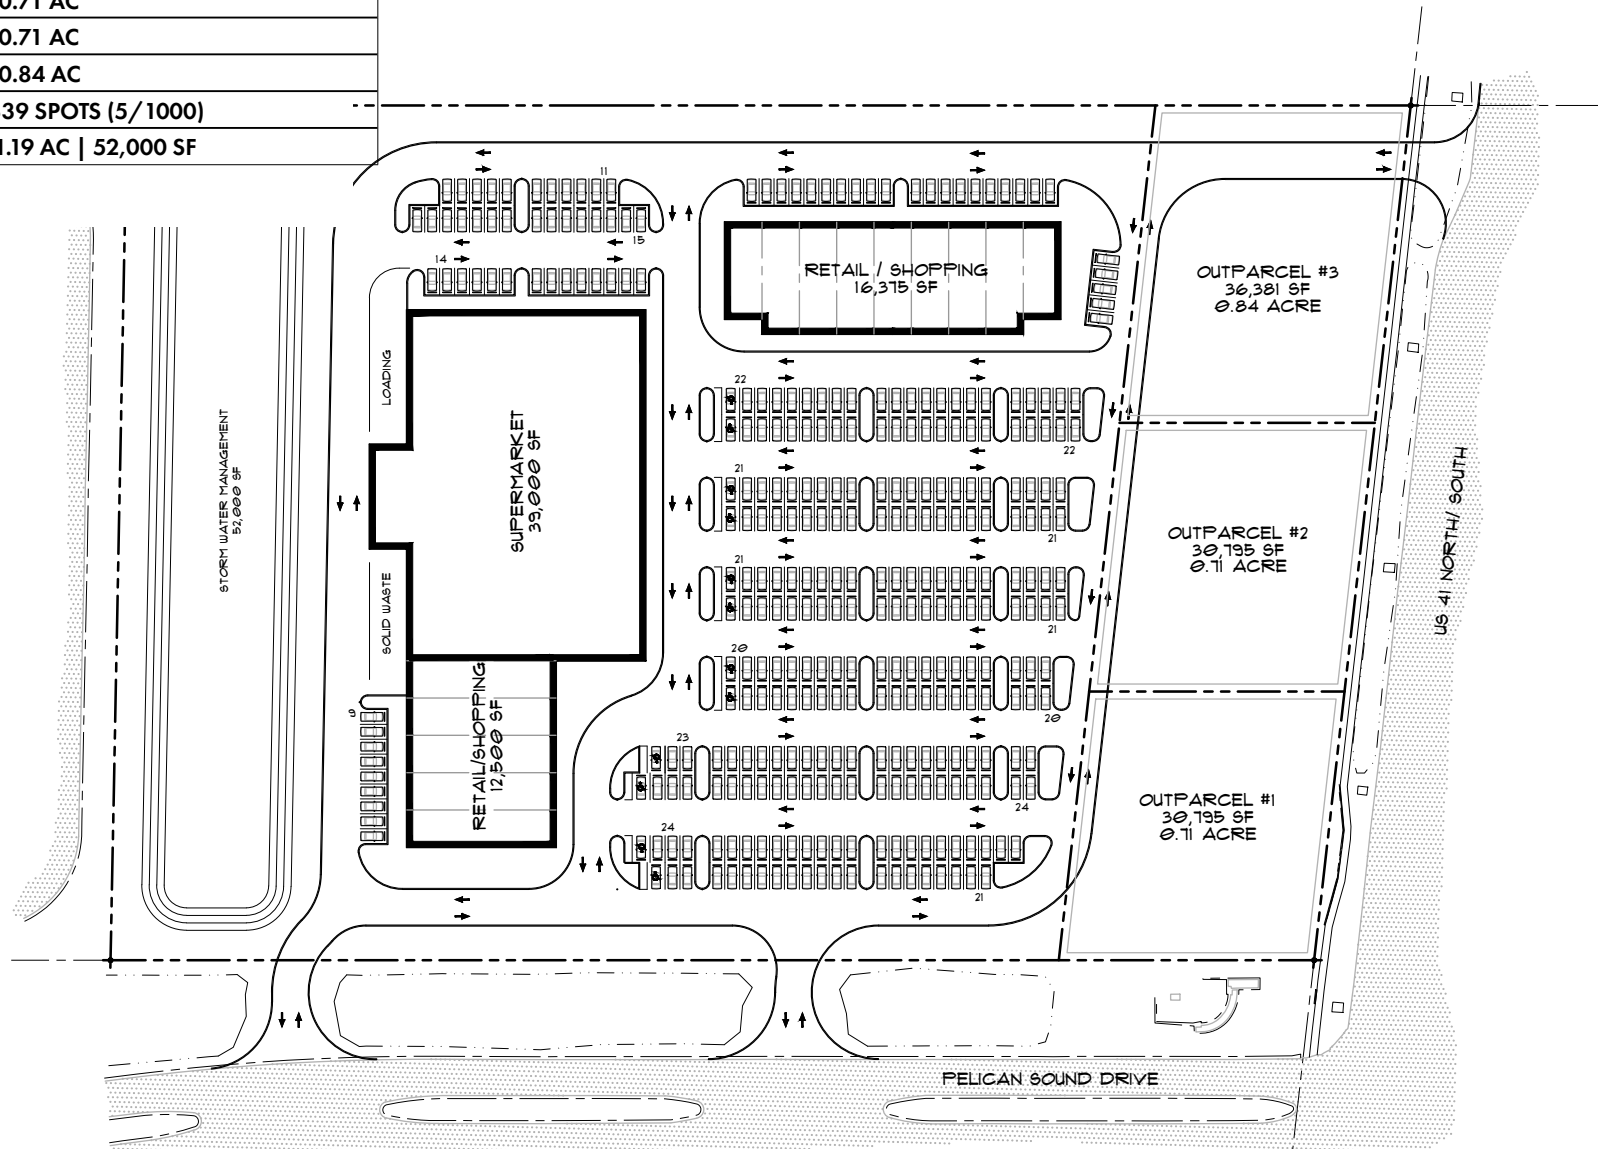 0.71 AC
0.71 AC
0.84 AC
39 SPOTS (5/1000)
1.19 AC | 52,000 SF
11
15
14
RETAIL / SHOPPING
16,375 SF
OUTPARCEL #3
36,381 SF
0.84 ACRE
LOADING
STORM WATER MANAGEMENT
52,000 SF
SUPERMARKET
39,000 SF
22
22
21
21
OUTPARCEL #2
30,795 SF
0.71 ACRE
US 41 NORTH/ SOUTH
SOLID WASTE
21
21
20
20
RETAIL/SHOPPING
12,500 SF
9
23
24
OUTPARCEL #1
30,795 SF
0.71 ACRE
24
21
PELICAN SOUND DRIVE